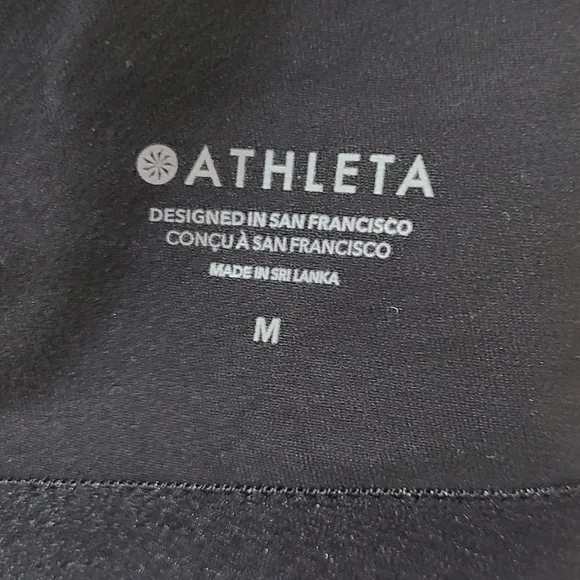 ATHLETA
DESIGNED IN SAN FRANCISCO
CONÇU À SAN FRANCISCO
MADE IN SRI LANKA
M